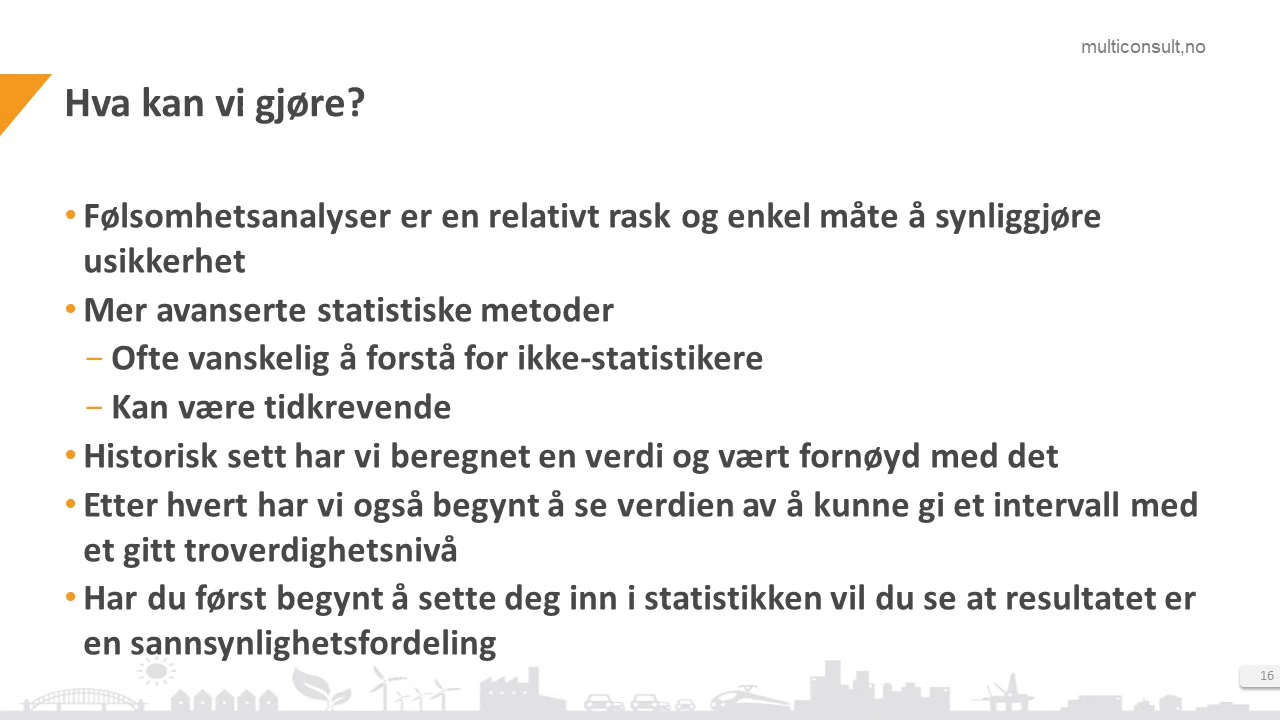 multiconsult,no
Hva kan vi gjøre?
• Følsomhetsanalyser er en relativt rask og enkel måte å synliggjøre
usikkerhet
• Mer avanserte statistiske metoder
– Ofte vanskelig å forstå for ikke-statistikere
– Kan være tidkrevende
• Historisk sett har vi beregnet en verdi og vært fornøyd med det
• Etter hvert har vi også begynt å se verdien av å kunne gi et intervall med
et gitt troverdighetsnivå
• Har du først begynt å sette deg inn i statistikken vil du se at resultatet er
en sannsynlighetsfordeling
16